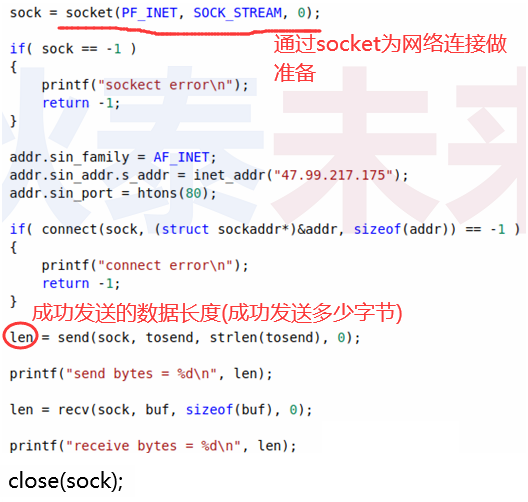 sock = socket(PF_INET, SOCK_STREAM, 0);
通过socket为网络连接做
准备
if( sock == -1 )
{
printf("sockect error\n");
return -1;
}
addr.sin_family = AF_INET;
addr.sin_addr.s_addr = inet_addr("47.99.217.175");
addr.sin_port = htons(80);
if( connect(sock, (struct sockaddr*)&addr, sizeof(addr)) == -1 )
{
printf("connect error\n");
return -1;
}
成功发送的数据长度(成功发送多少字节)
len = send(sock, tosend, strlen(tosend), 0);
printf("send bytes = %d\n", len);
len = recv(sock, buf, sizeof(buf), 0);
printf("receive bytes = %d\n", len);
close(sock);
狄泰未来